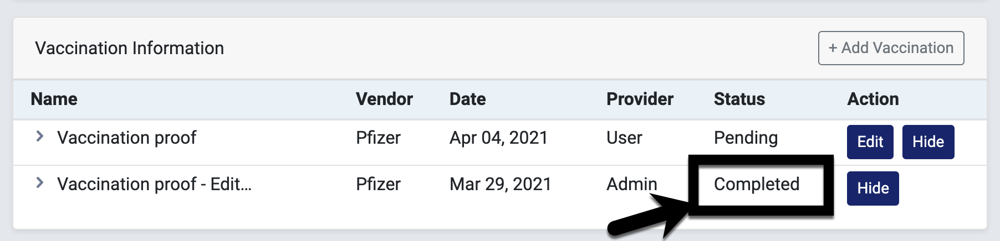 Vaccination Information + Add Vaccination
Name Vendor Date Provider Status Action
Vaccination proof Pfizer Apr 04, 2021 User Pending Edit Hide
Vaccination proof - Edit... Pfizer Mar 29, 2021 Admin Completed Hide